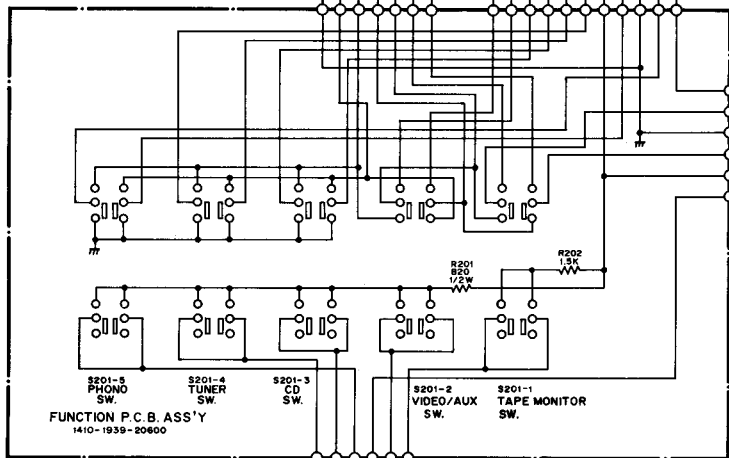 R202
1.5K
R201
820
1/2W
S201-5
PHONO
SW.
S201-4
TUNER
SW.
S201-3
CD
SW.
S201-2
VIDEO/AUX
SW.
S201-1
TAPE MONITOR
SW.
FUNCTION P.C.B. ASS'Y
1410-1939-20600